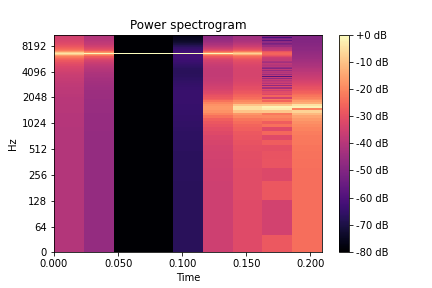 Power spectrogram
Hz
8192
4096
2048
1024
512
256
128
64
0
0.000 0.050 0.100 0.150 0.200
Time
+0 dB
-10 dB
-20 dB
-30 dB
-40 dB
-50 dB
-60 dB
-70 dB
-80 dB